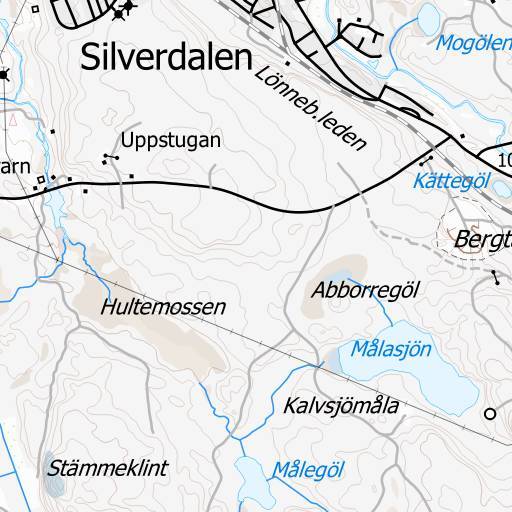 Mogölen
Silverdalen
Lönneb.leden
Uppstugan
arn
10
Kättegöl
Bergt
Abborregöl
Hultemossen
Målasjön
Kalvsjömåla
Stämmeklint
Målegöl